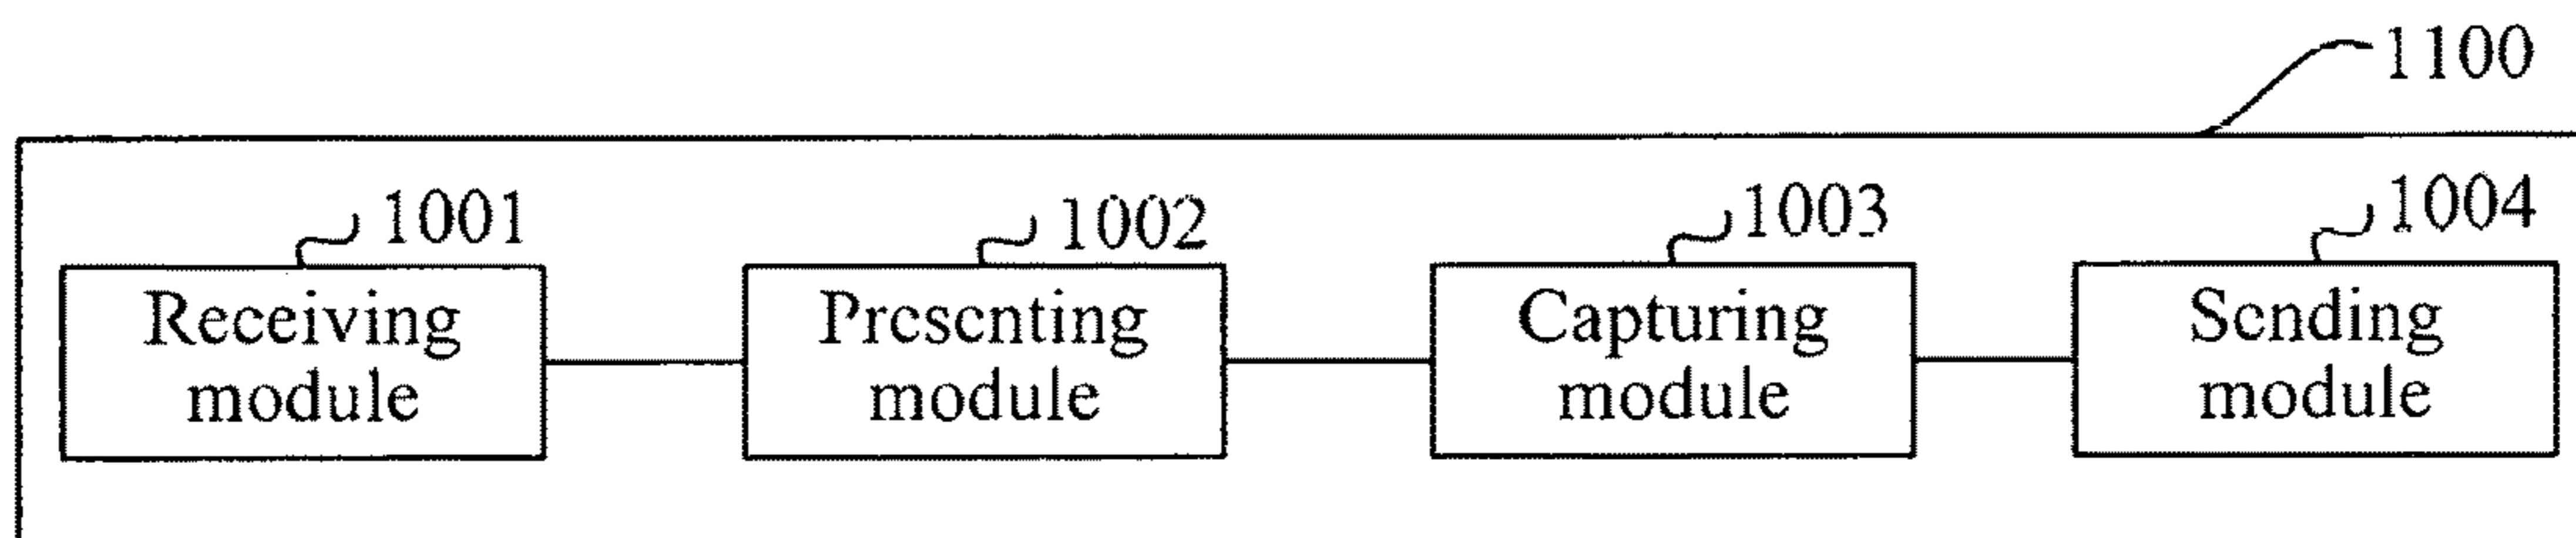 1100
1001
1002
1003
1004
Receiving
module
Presenting
module
Capturing
module
Sending
module